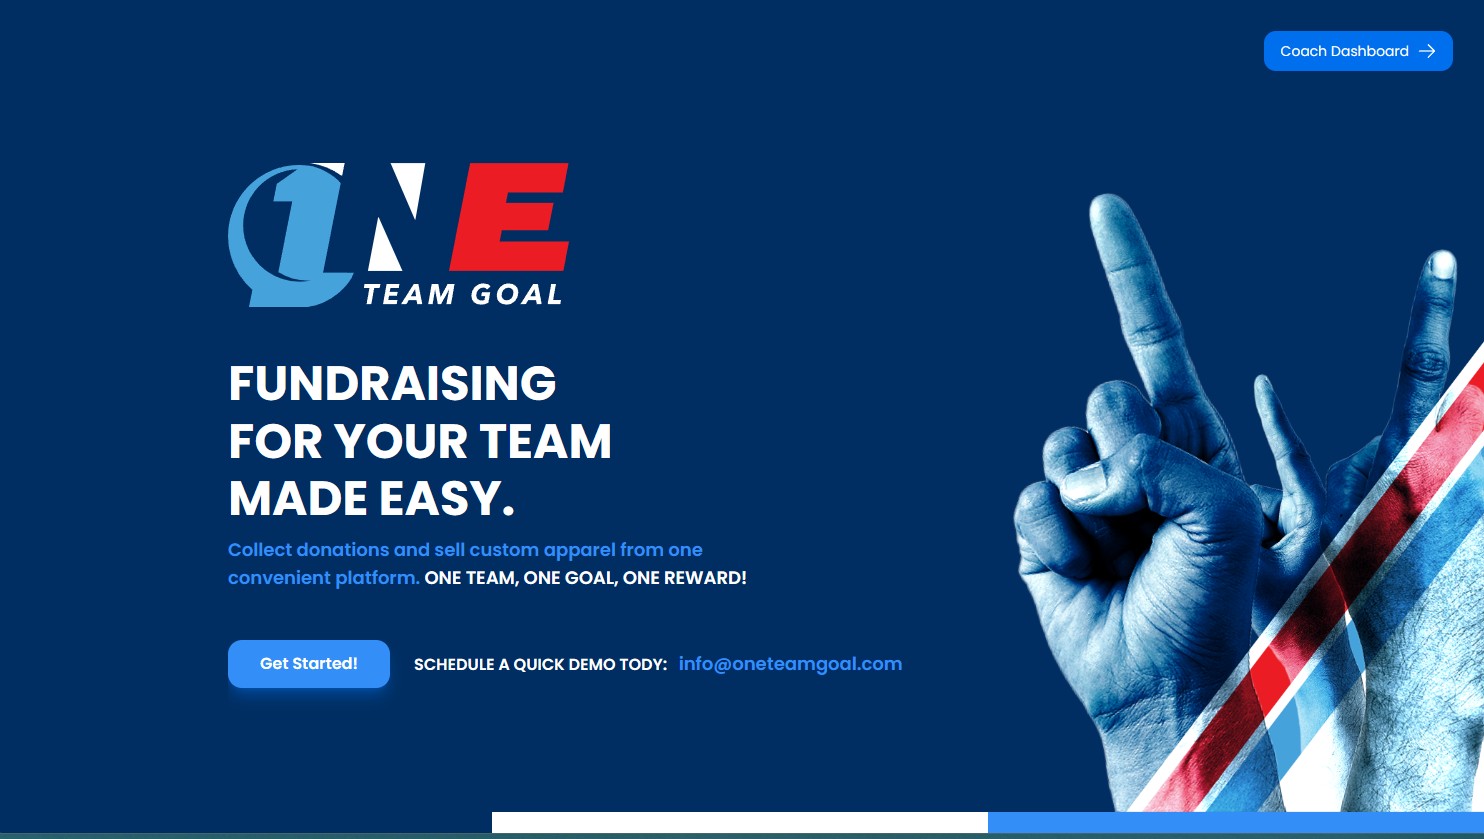 Coach Dashboard
1NE
TEAM GOAL
FUNDRAISING
FOR YOUR TEAM
MADE EASY.
Collect donations and sell custom apparel from one
convenient platform. ONE TEAM, ONE GOAL, ONE REWARD!
Get Started! SCHEDULE A QUICK DEMO TODY: info@oneteamgoal.com